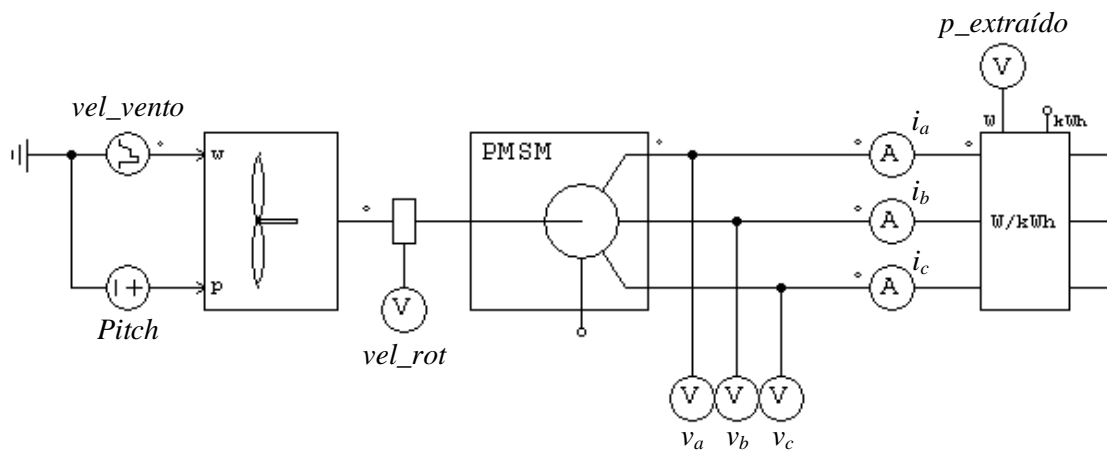 p_extraído
V
vel_vento
W
kWh
w
PMSM
i_a
A
i_b
A
W/kWh
i_c
A
p
Pitch
V
vel_rot
V
V
V
v_a
v_b
v_c